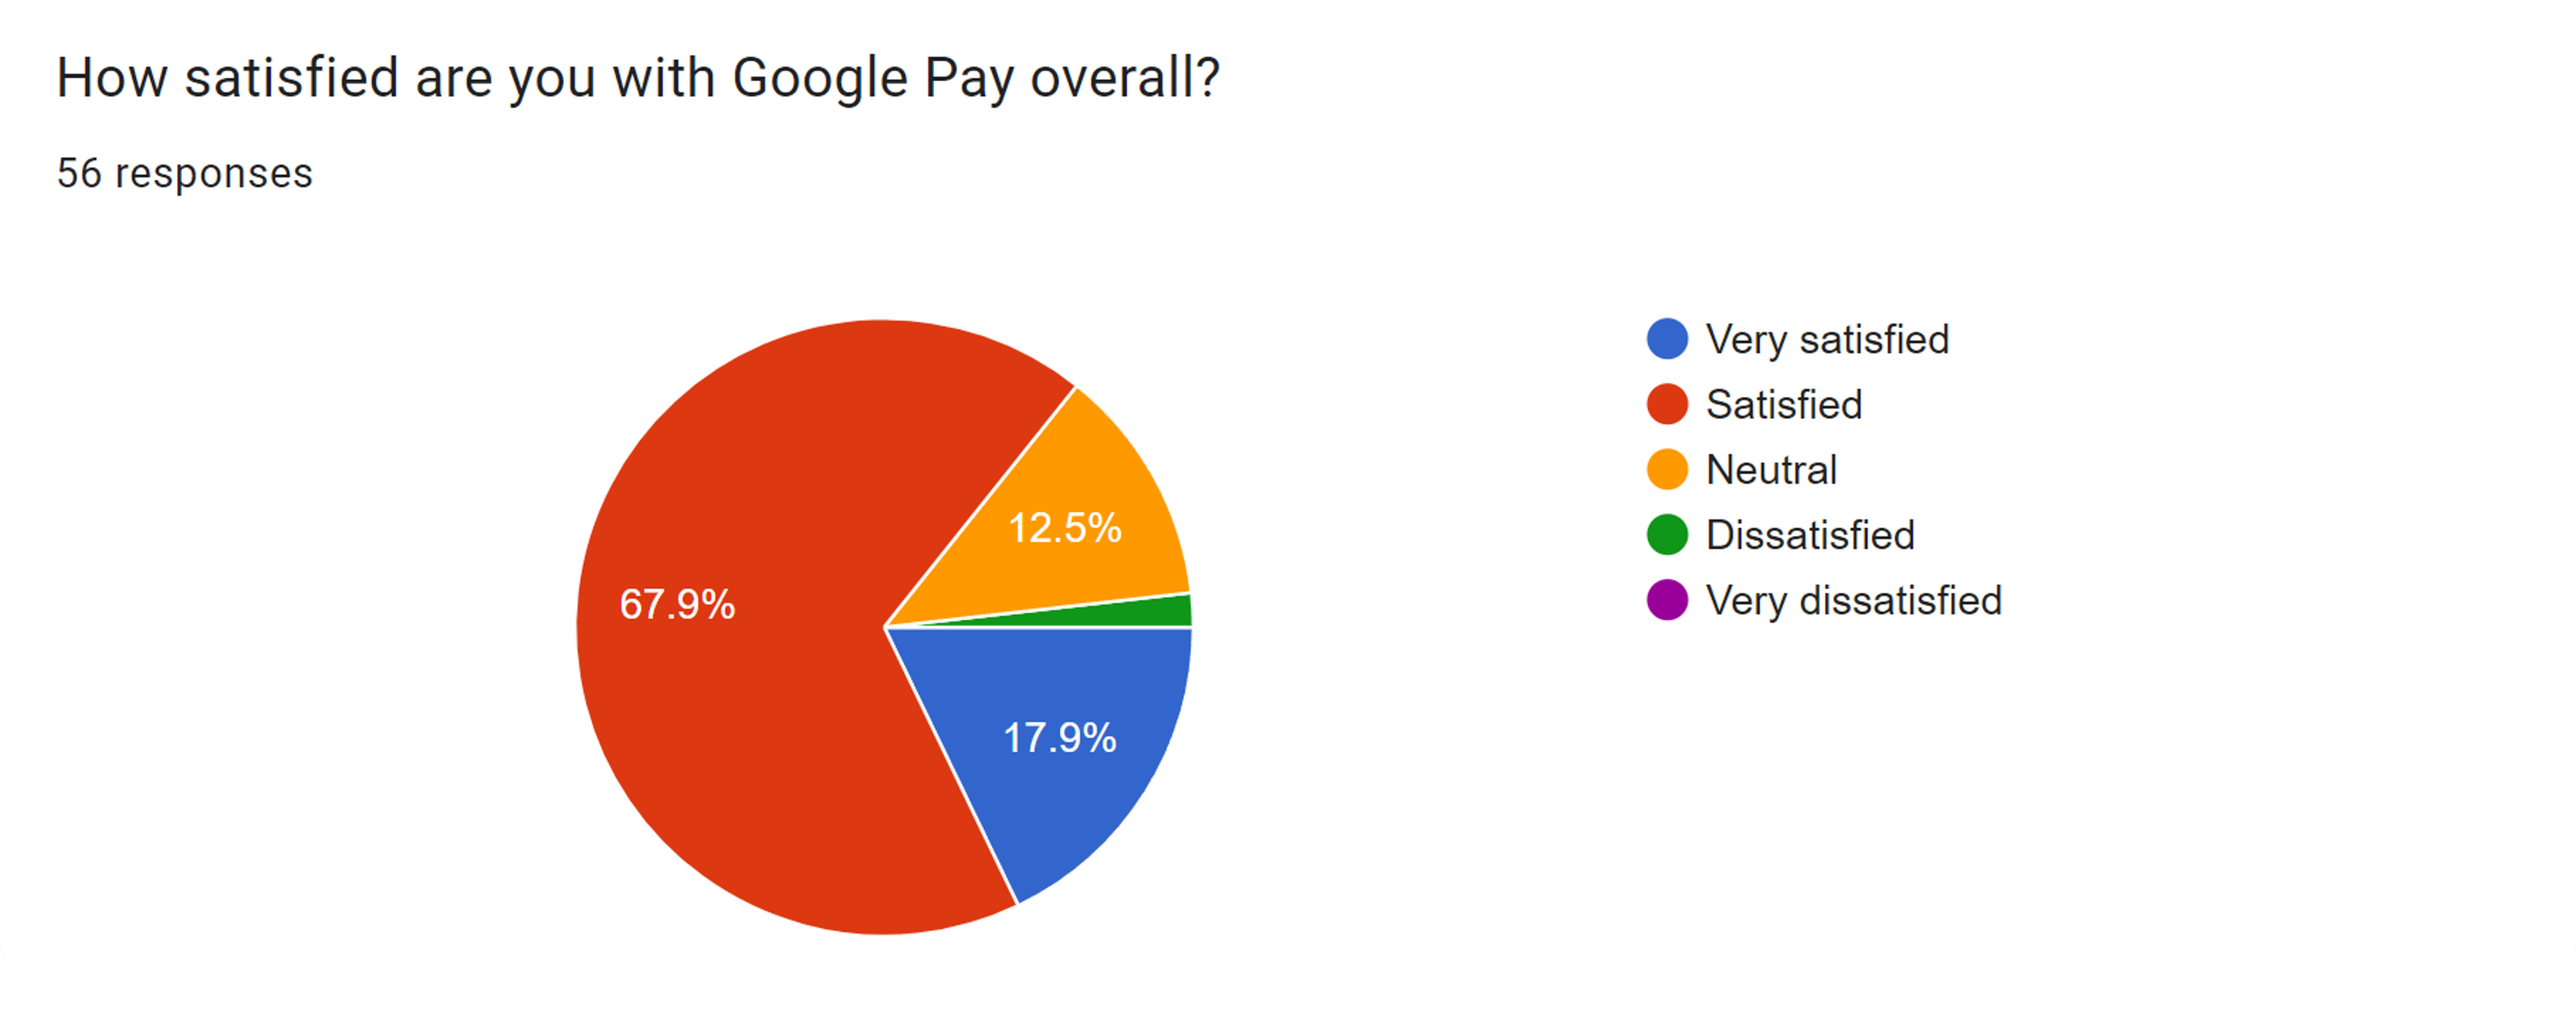 How satisfied are you with Google Pay overall?
56 responses
Very satisfied
Satisfied
Neutral
Dissatisfied
Very dissatisfied
12.5%
67.9%
17.9%